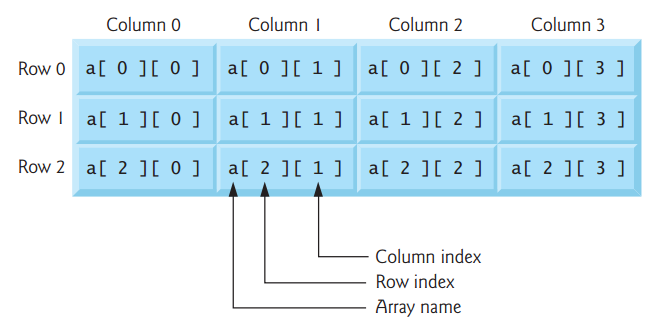 Column 0 Column 1 Column 2 Column 3
Row 0 a[ 0 ][ 0 ] a[ 0 ][ 1 ] a[ 0 ][ 2 ] a[ 0 ][ 3 ]
Row 1 a[ 1 ][ 0 ] a[ 1 ][ 1 ] a[ 1 ][ 2 ] a[ 1 ][ 3 ]
Row 2 a[ 2 ][ 0 ] a[ 2 ][ 1 ] a[ 2 ][ 2 ] a[ 2 ][ 3 ]
Column index
Row index
Array name